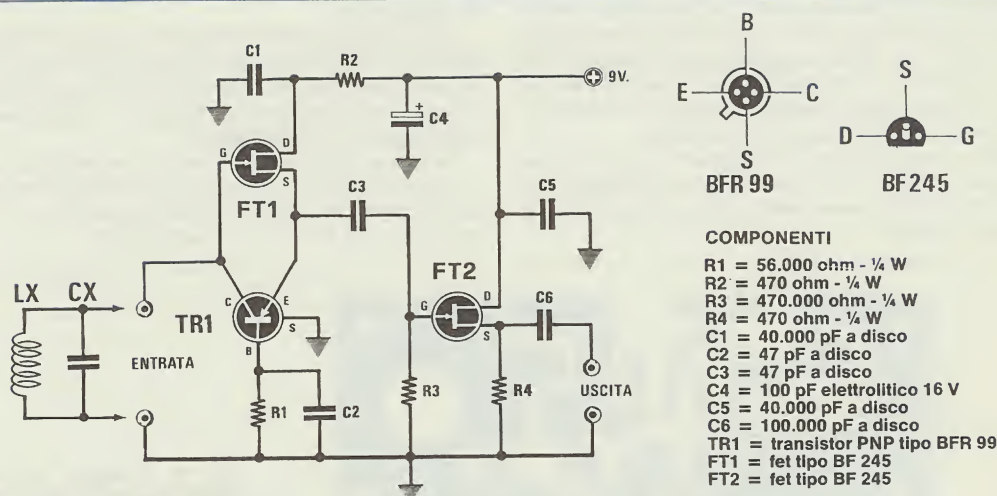 C1
R2
9V.
+
C4
G
D
S
FT1
C3
C5
FT2
G
D
S
C6
LX
CX
C
E
S
B
TR1
ENTRATA
R1
C2
R3
R4
USCITA
B
E
C
S
BFR 99
S
D
G
BF 245
COMPONENTI
R1 = 56.000 ohm - ¼ W
R2 = 470 ohm - ¼ W
R3 = 470.000 ohm - ¼ W
R4 = 470 ohm - ¼ W
C1 = 40.000 pF a disco
C2 = 47 pF a disco
C3 = 47 pF a disco
C4 = 100 pF elettrolitico 16 V
C5 = 40.000 pF a disco
C6 = 100.000 pF a disco
TR1 = transistor PNP tipo BFR 99
FT1 = fet tipo BF 245
FT2 = fet tipo BF 245